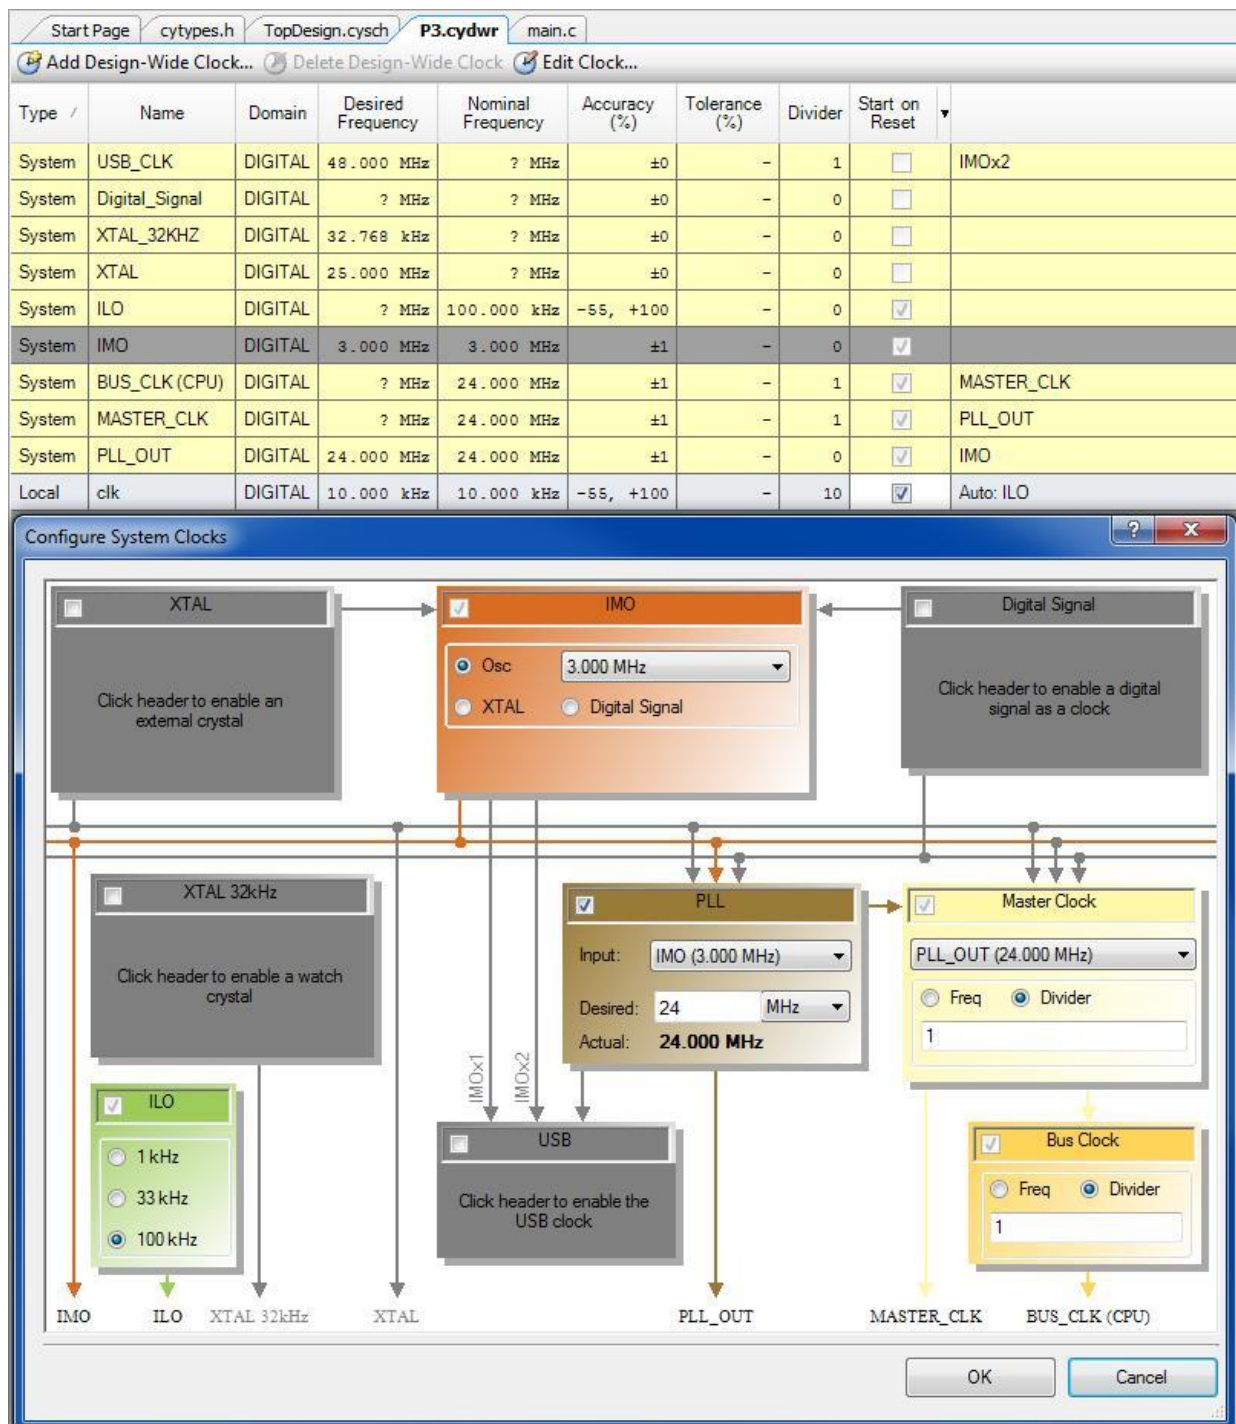 Start Page cytypes.h TopDesign.cysch P3.cydwr main.c
Add Design-Wide Clock... Delete Design-Wide Clock Edit Clock...
Type / Name Domain Desired Frequency Nominal Frequency Accuracy (%) Tolerance (%) Divider Start on Reset
System USB_CLK DIGITAL 48.000 MHz ? MHz ±0 - 1 IMOx2
System Digital_Signal DIGITAL ? MHz ? MHz ±0 - 0
System XTAL_32KHZ DIGITAL 32.768 kHz ? MHz ±0 - 0
System XTAL DIGITAL 25.000 MHz ? MHz ±0 - 0
System ILO DIGITAL ? MHz 100.000 kHz -55, +100 - 0
System IMO DIGITAL 3.000 MHz 3.000 MHz ±1 - 0
System BUS_CLK (CPU) DIGITAL ? MHz 24.000 MHz ±1 - 1 MASTER_CLK
System MASTER_CLK DIGITAL ? MHz 24.000 MHz ±1 - 1 PLL_OUT
System PLL_OUT DIGITAL 24.000 MHz 24.000 MHz ±1 - 0 IMO
Local clk DIGITAL 10.000 kHz 10.000 kHz -55, +100 - 10 Auto: ILO
Configure System Clocks ? X
XTAL
Click header to enable an
external crystal
IMO
Osc 3.000 MHz
XTAL Digital Signal
Digital Signal
Click header to enable a digital
signal as a clock
XTAL 32kHz
Click header to enable a watch
crystal
PLL
Input: IMO (3.000 MHz)
Desired: 24 MHz
Actual: 24.000 MHz
Master Clock
PLL_OUT (24.000 MHz)
Freq Divider
1
IMOx1
IMOx2
ILO
1 kHz
33 kHz
100 kHz
USB
Click header to enable the
USB clock
Bus Clock
Freq Divider
1
IMO ILO XTAL 32kHz XTAL PLL_OUT MASTER_CLK BUS_CLK (CPU)
OK Cancel